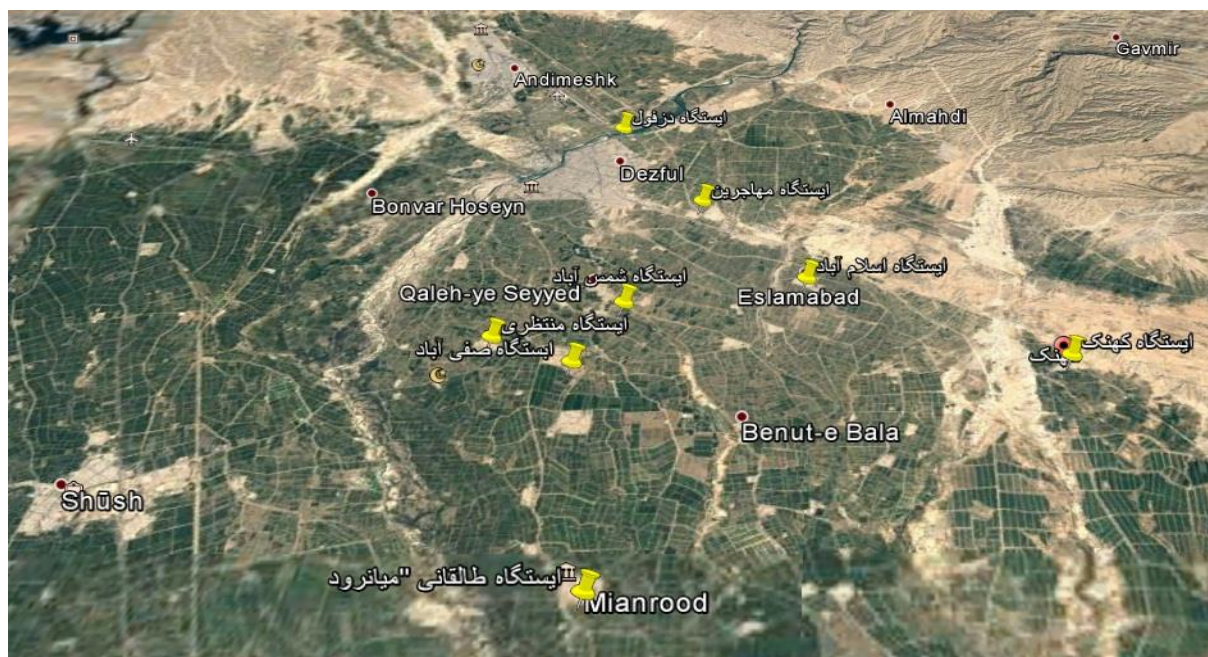 Gavmir
Andimeshk
Almahdi
ایستگاه دزفول
Dezful
ایستگاه مهاجرین
Bonvar Hoseyn
ایستگاه شمس آباد
ایستگاه اسلام آباد
Qaleh-ye Seyyed
Eslamabad
ایستگاه منتظری
ایستگاه صفی آباد
ایستگاه کهنک
کهنک
Benut-e Bala
Shūsh
ایستگاه طالقانی "میانرود
Mianrood